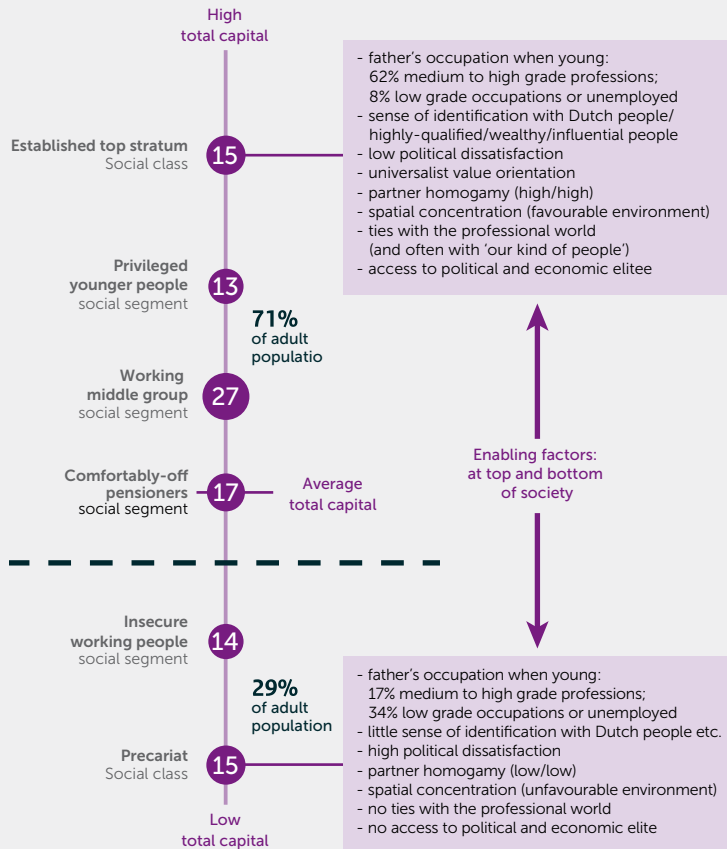 High
total capital
- father's occupation when young:
62% medium to high grade professions;
8% low grade occupations or unemployed
- sense of identification with Dutch people/
highly-qualified/wealthy/influential people
- low political dissatisfaction
- universalist value orientation
- partner homogamy (high/high)
- spatial concentration (favourable environment)
- ties with the professional world
(and often with ‘our kind of people’)
- access to political and economic elitee
Established top stratum
Social class
15
Privileged
younger people
social segment
13
71%
of adult
populatio
Working
middle group
social segment
27
Comfortably-off
pensioners
social segment
17
Average
total capital
Enabling factors:
at top and bottom
of society
Insecure
working people
social segment
14
29%
of adult
population
Precariat
Social class
15
- father's occupation when young:
17% medium to high grade professions;
34% low grade occupations or unemployed
- little sense of identification with Dutch people etc.
- high political dissatisfaction
- partner homogamy (low/low)
- spatial concentration (unfavourable environment)
- no ties with the professional world
- no access to political and economic elite
Low
total capital